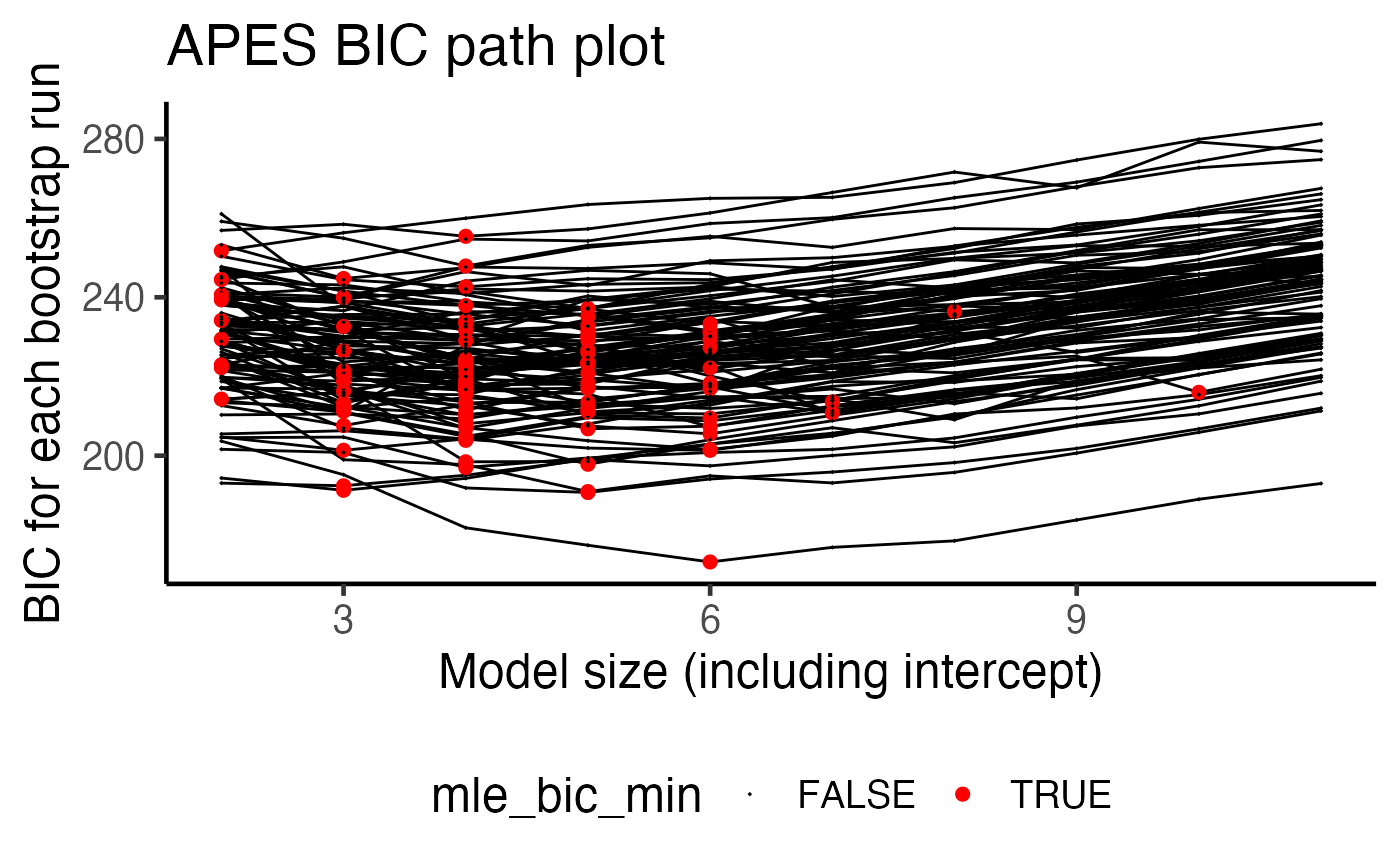 APES BIC path plot
BIC for each bootstrap run
280
240
200
3 6 9
Model size (including intercept)
mle_bic_min FALSE TRUE